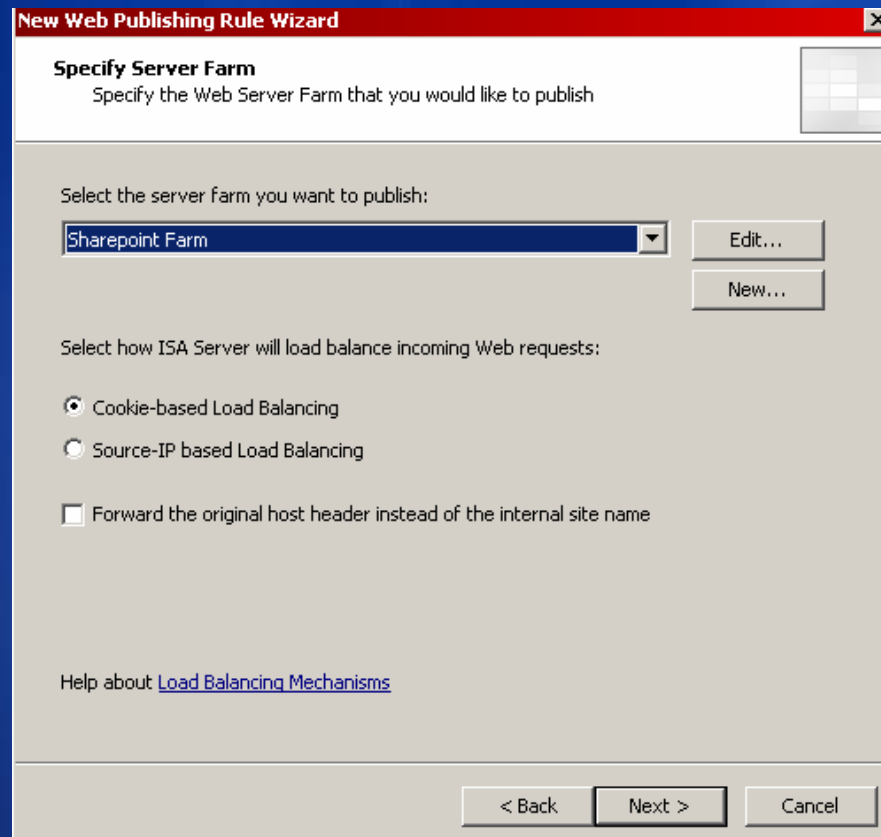 New Web Publishing Rule Wizard
Specify Server Farm
Specify the Web Server Farm that you would like to publish
Select the server farm you want to publish:
Sharepoint Farm
Edit...
New...
Select how ISA Server will load balance incoming Web requests:
Cookie-based Load Balancing
Source-IP based Load Balancing
Forward the original host header instead of the internal site name
Help about Load Balancing Mechanisms
< Back Next > Cancel